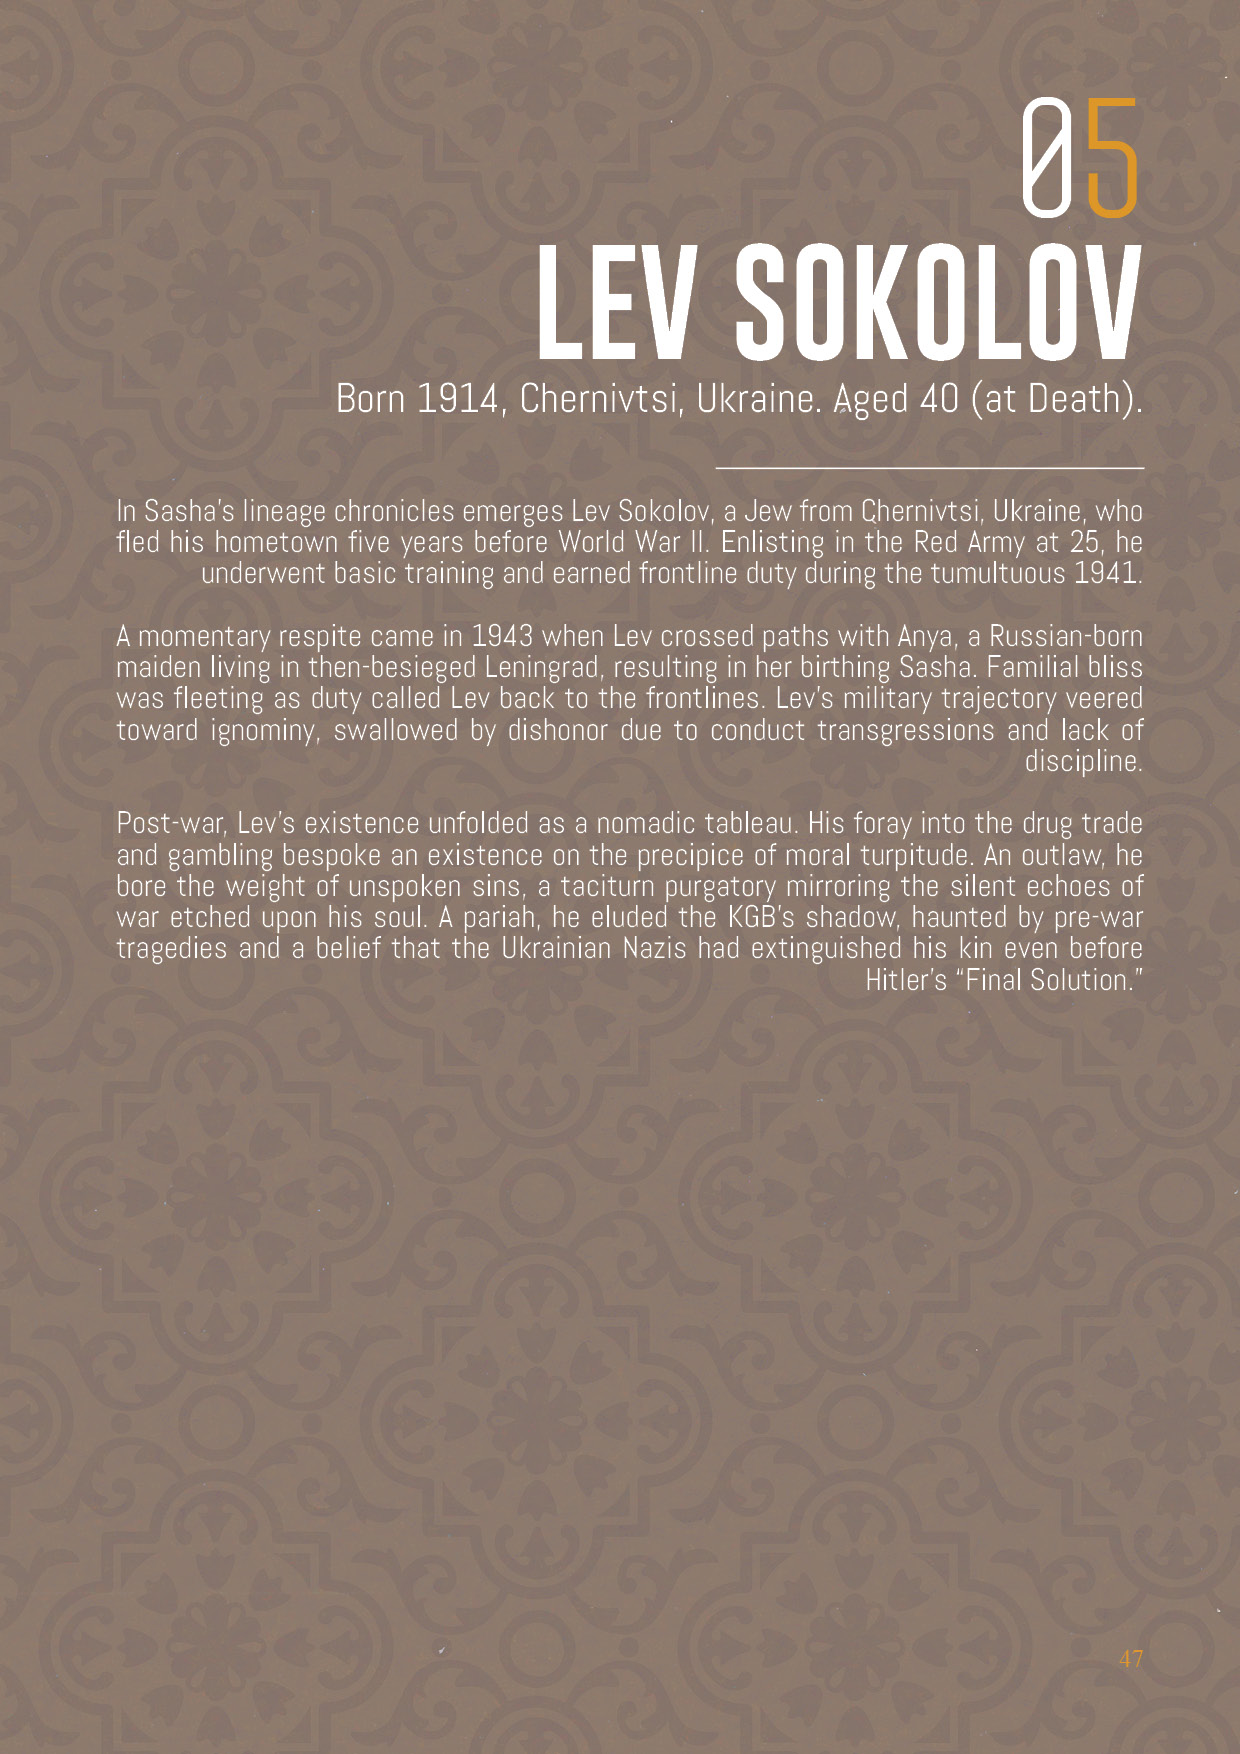 05
LEV SOKOLOV
Born 1914, Chernivtsi, Ukraine. Aged 40 (at Death).
In Sasha's lineage chronicles emerges Lev Sokolov, a Jew from Chernivtsi, Ukraine, who
fled his hometown five years before World War II. Enlisting in the Red Army at 25, he
underwent basic training and earned frontline duty during the tumultuous 1941.
A momentary respite came in 1943 when Lev crossed paths with Anya, a Russian-born
maiden living in then-besieged Leningrad, resulting in her birthing Sasha. Familial bliss
was fleeting as duty called Lev back to the frontlines. Lev's military trajectory veered
toward ignominy, swallowed by dishonor due to conduct transgressions and lack of
discipline.
Post-war, Lev's existence unfolded as a nomadic tableau. His foray into the drug trade
and gambling bespoke an existence on the precipice of moral turpitude. An outlaw, he
bore the weight of unspoken sins, a taciturn purgatory mirroring the silent echoes of
war etched upon his soul. A pariah, he eluded the KGB's shadow, haunted by pre-war
tragedies and a belief that the Ukrainian Nazis had extinguished his kin even before
Hitler's “Final Solution.”
47